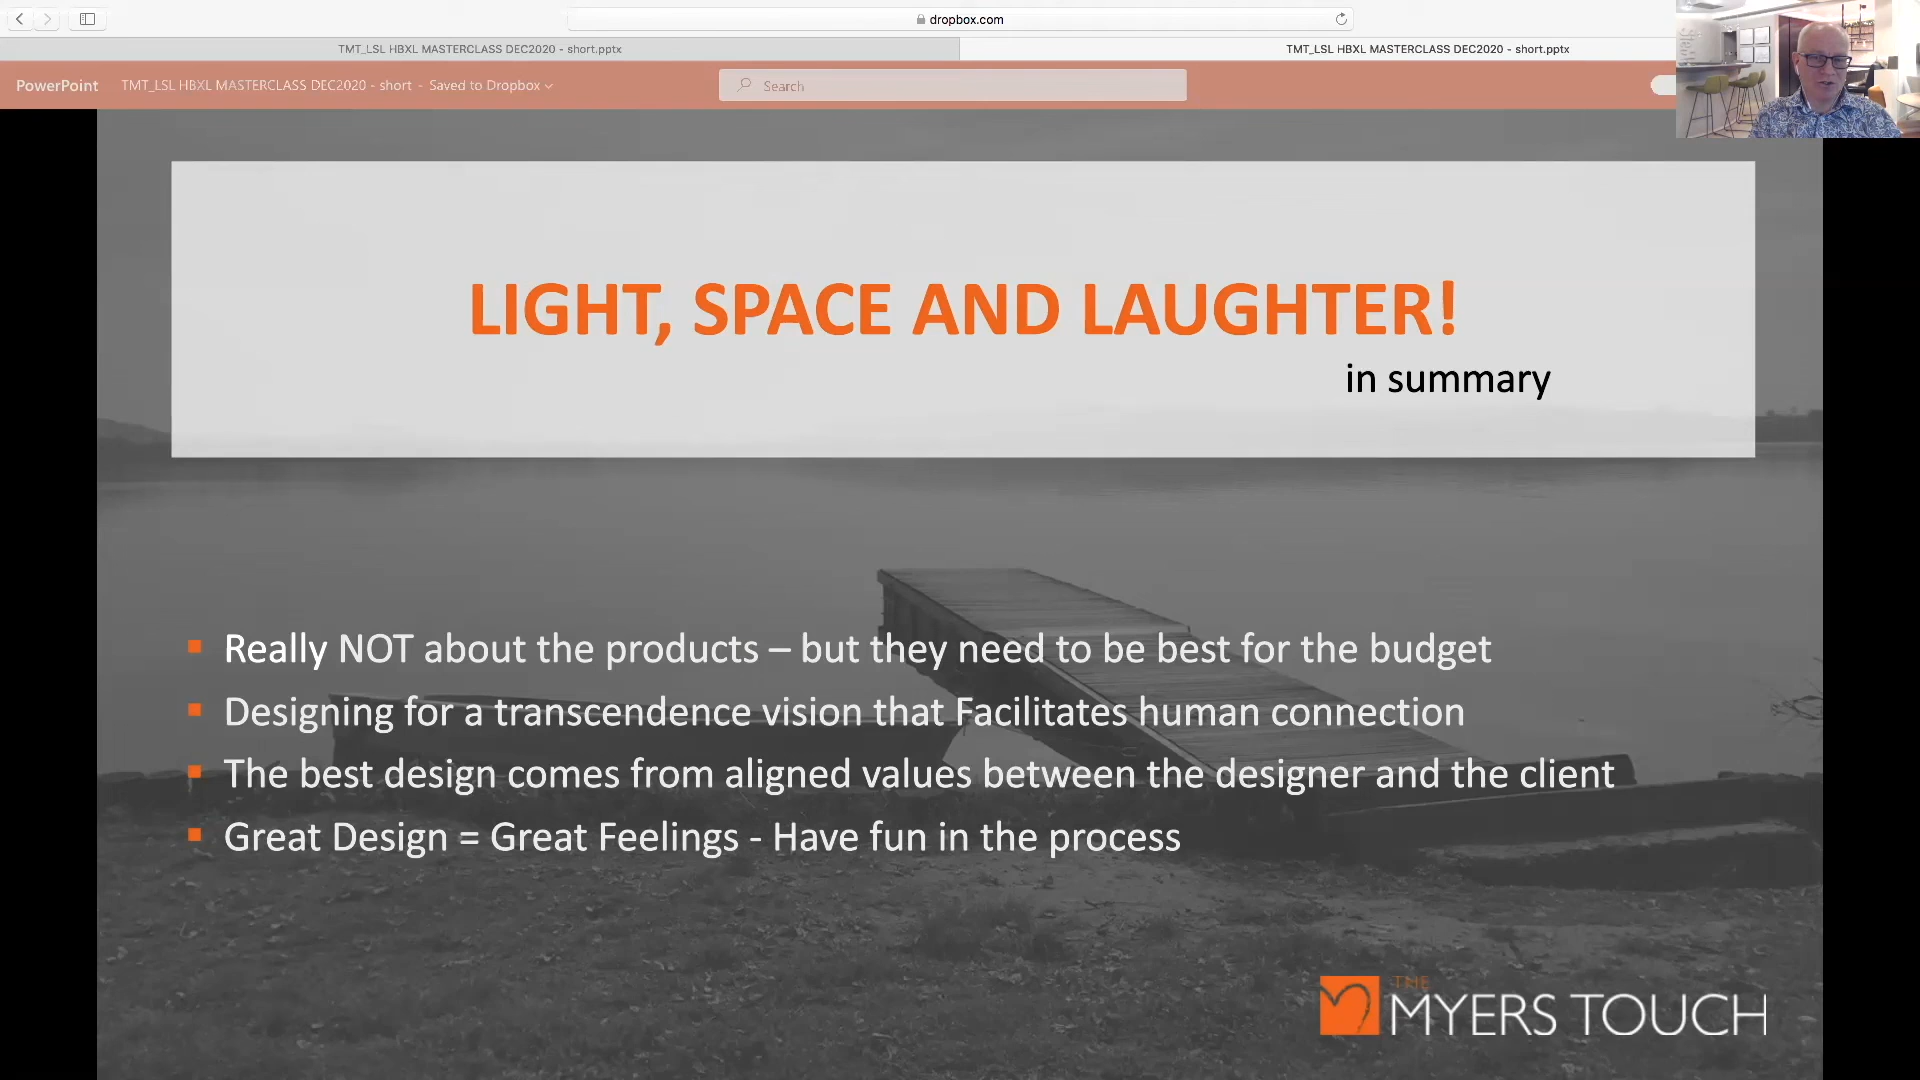 dropbox.com
TMT_LSL HBXL MASTERCLASS DEC2020 - short.pptx
TMT_LSL HBXL MASTERCLASS DEC2020 - short.pptx
PowerPoint TMT_LSL HBXL MASTERCLASS DEC2020 - short - Saved to Dropbox
Search
LIGHT, SPACE AND LAUGHTER!
in summary
Really NOT about the products – but they need to be best for the budget
Designing for a transcendence vision that Facilitates human connection
The best design comes from aligned values between the designer and the client
Great Design = Great Feelings - Have fun in the process
THE
MYERS TOUCH